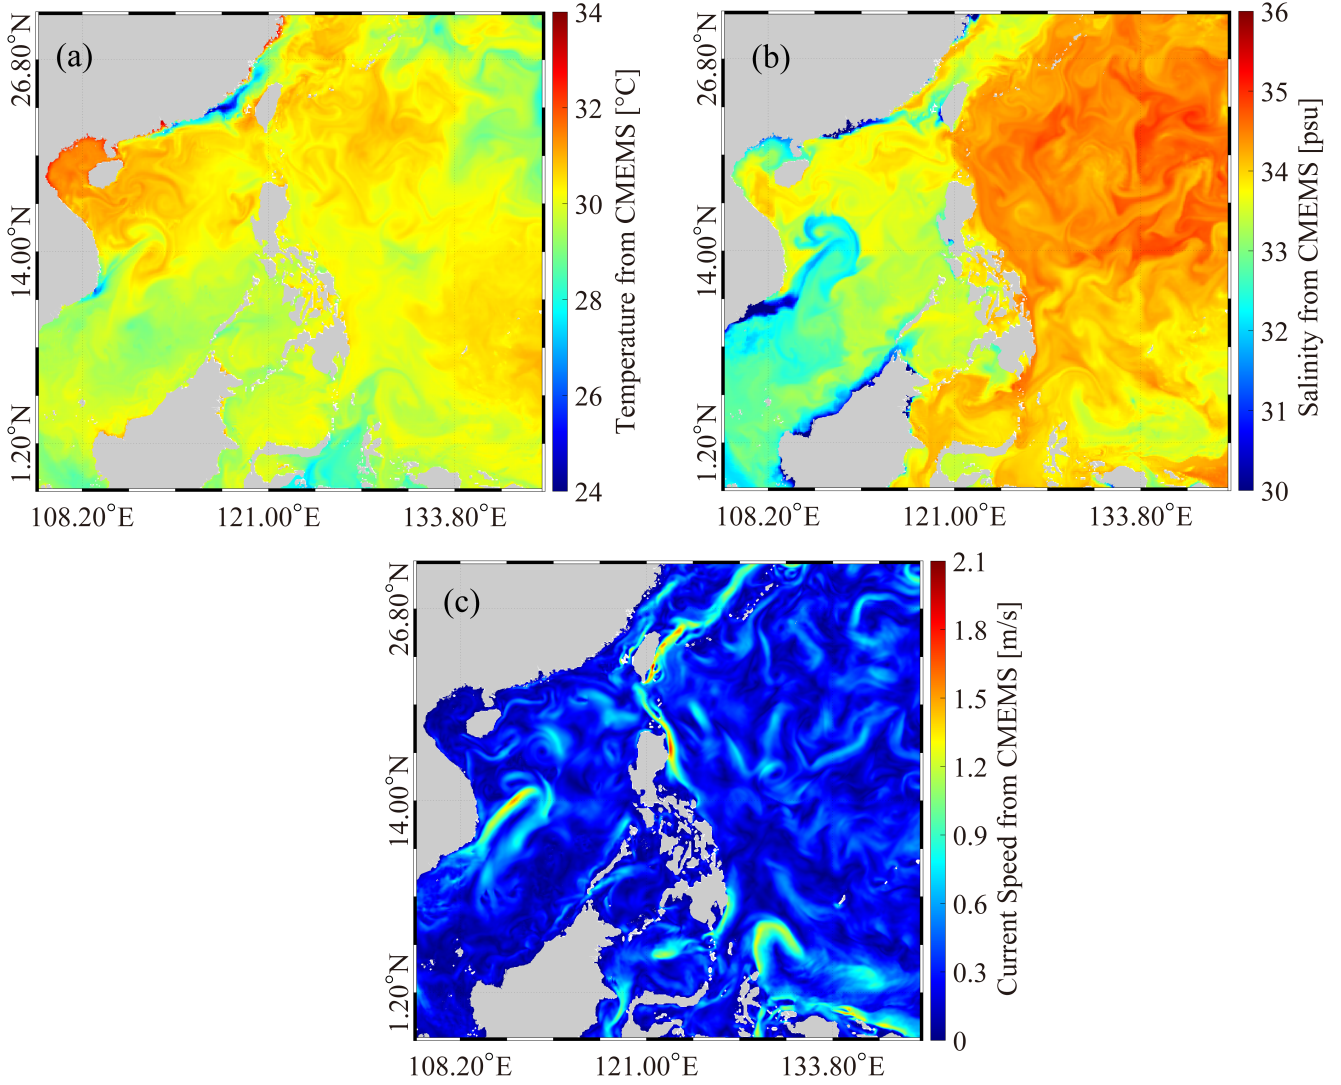 (a)
26.80°N
14.00°N
1.20°N
108.20°E
121.00°E
133.80°E
34
32
30
28
26
24
Temperature from CMEMS [°C]
(b)
26.80°N
14.00°N
1.20°N
108.20°E
121.00°E
133.80°E
36
35
34
33
32
31
30
Salinity from CMEMS [psu]
(c)
26.80°N
14.00°N
1.20°N
108.20°E
121.00°E
133.80°E
2.1
1.8
1.5
1.2
0.9
0.6
0.3
0
Current Speed from CMEMS [m/s]